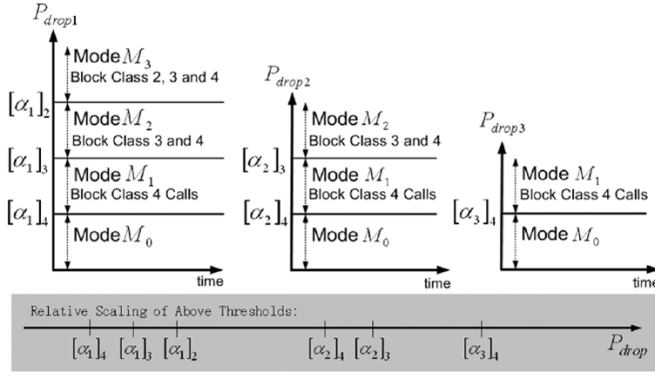 P_drop1
Mode M_3
Block Class 2, 3 and 4
[α_1]_2
Mode M_2
Block Class 3 and 4
[α_1]_3
Mode M_1
Block Class 4 Calls
[α_1]_4
Mode M_0
time
P_drop2
Mode M_2
Block Class 3 and 4
[α_2]_3
Mode M_1
Block Class 4 Calls
[α_2]_4
Mode M_0
time
P_drop3
Mode M_1
Block Class 4 Calls
[α_3]_4
Mode M_0
time
Relative Scaling of Above Thresholds:
[α_1]_4 [α_1]_3 [α_1]_2 [α_2]_4 [α_2]_3 [α_3]_4 P_drop